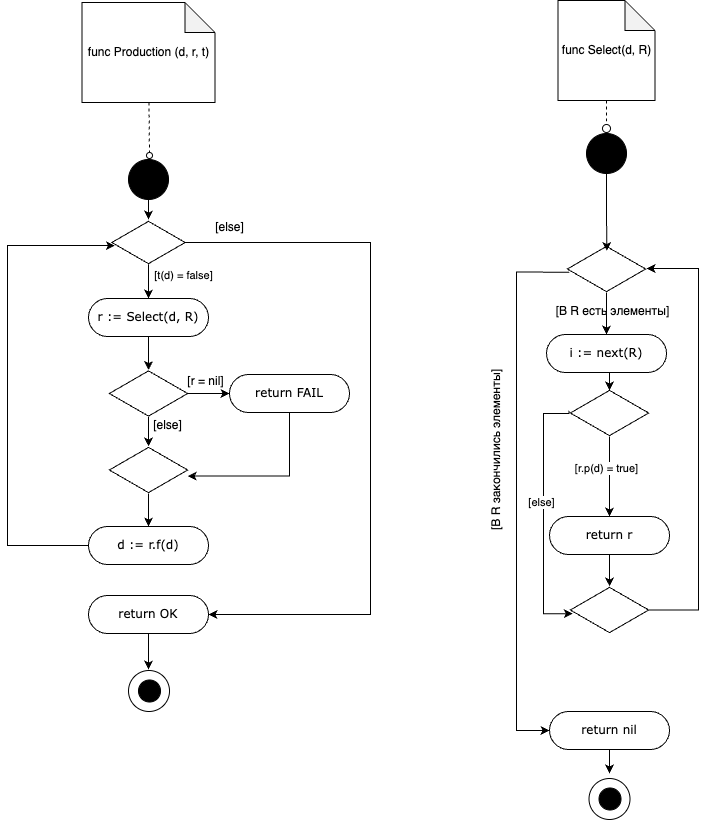 func Production (d, r, t)
[else]
[t(d) = false]
r := Select(d, R)
[r = nil]
return FAIL
[else]
d := r.f(d)
return OK
func Select(d, R)
[В R есть элементы]
i := next(R)
[В R закончились элементы]
[r.p(d) = true]
[else]
return r
return nil